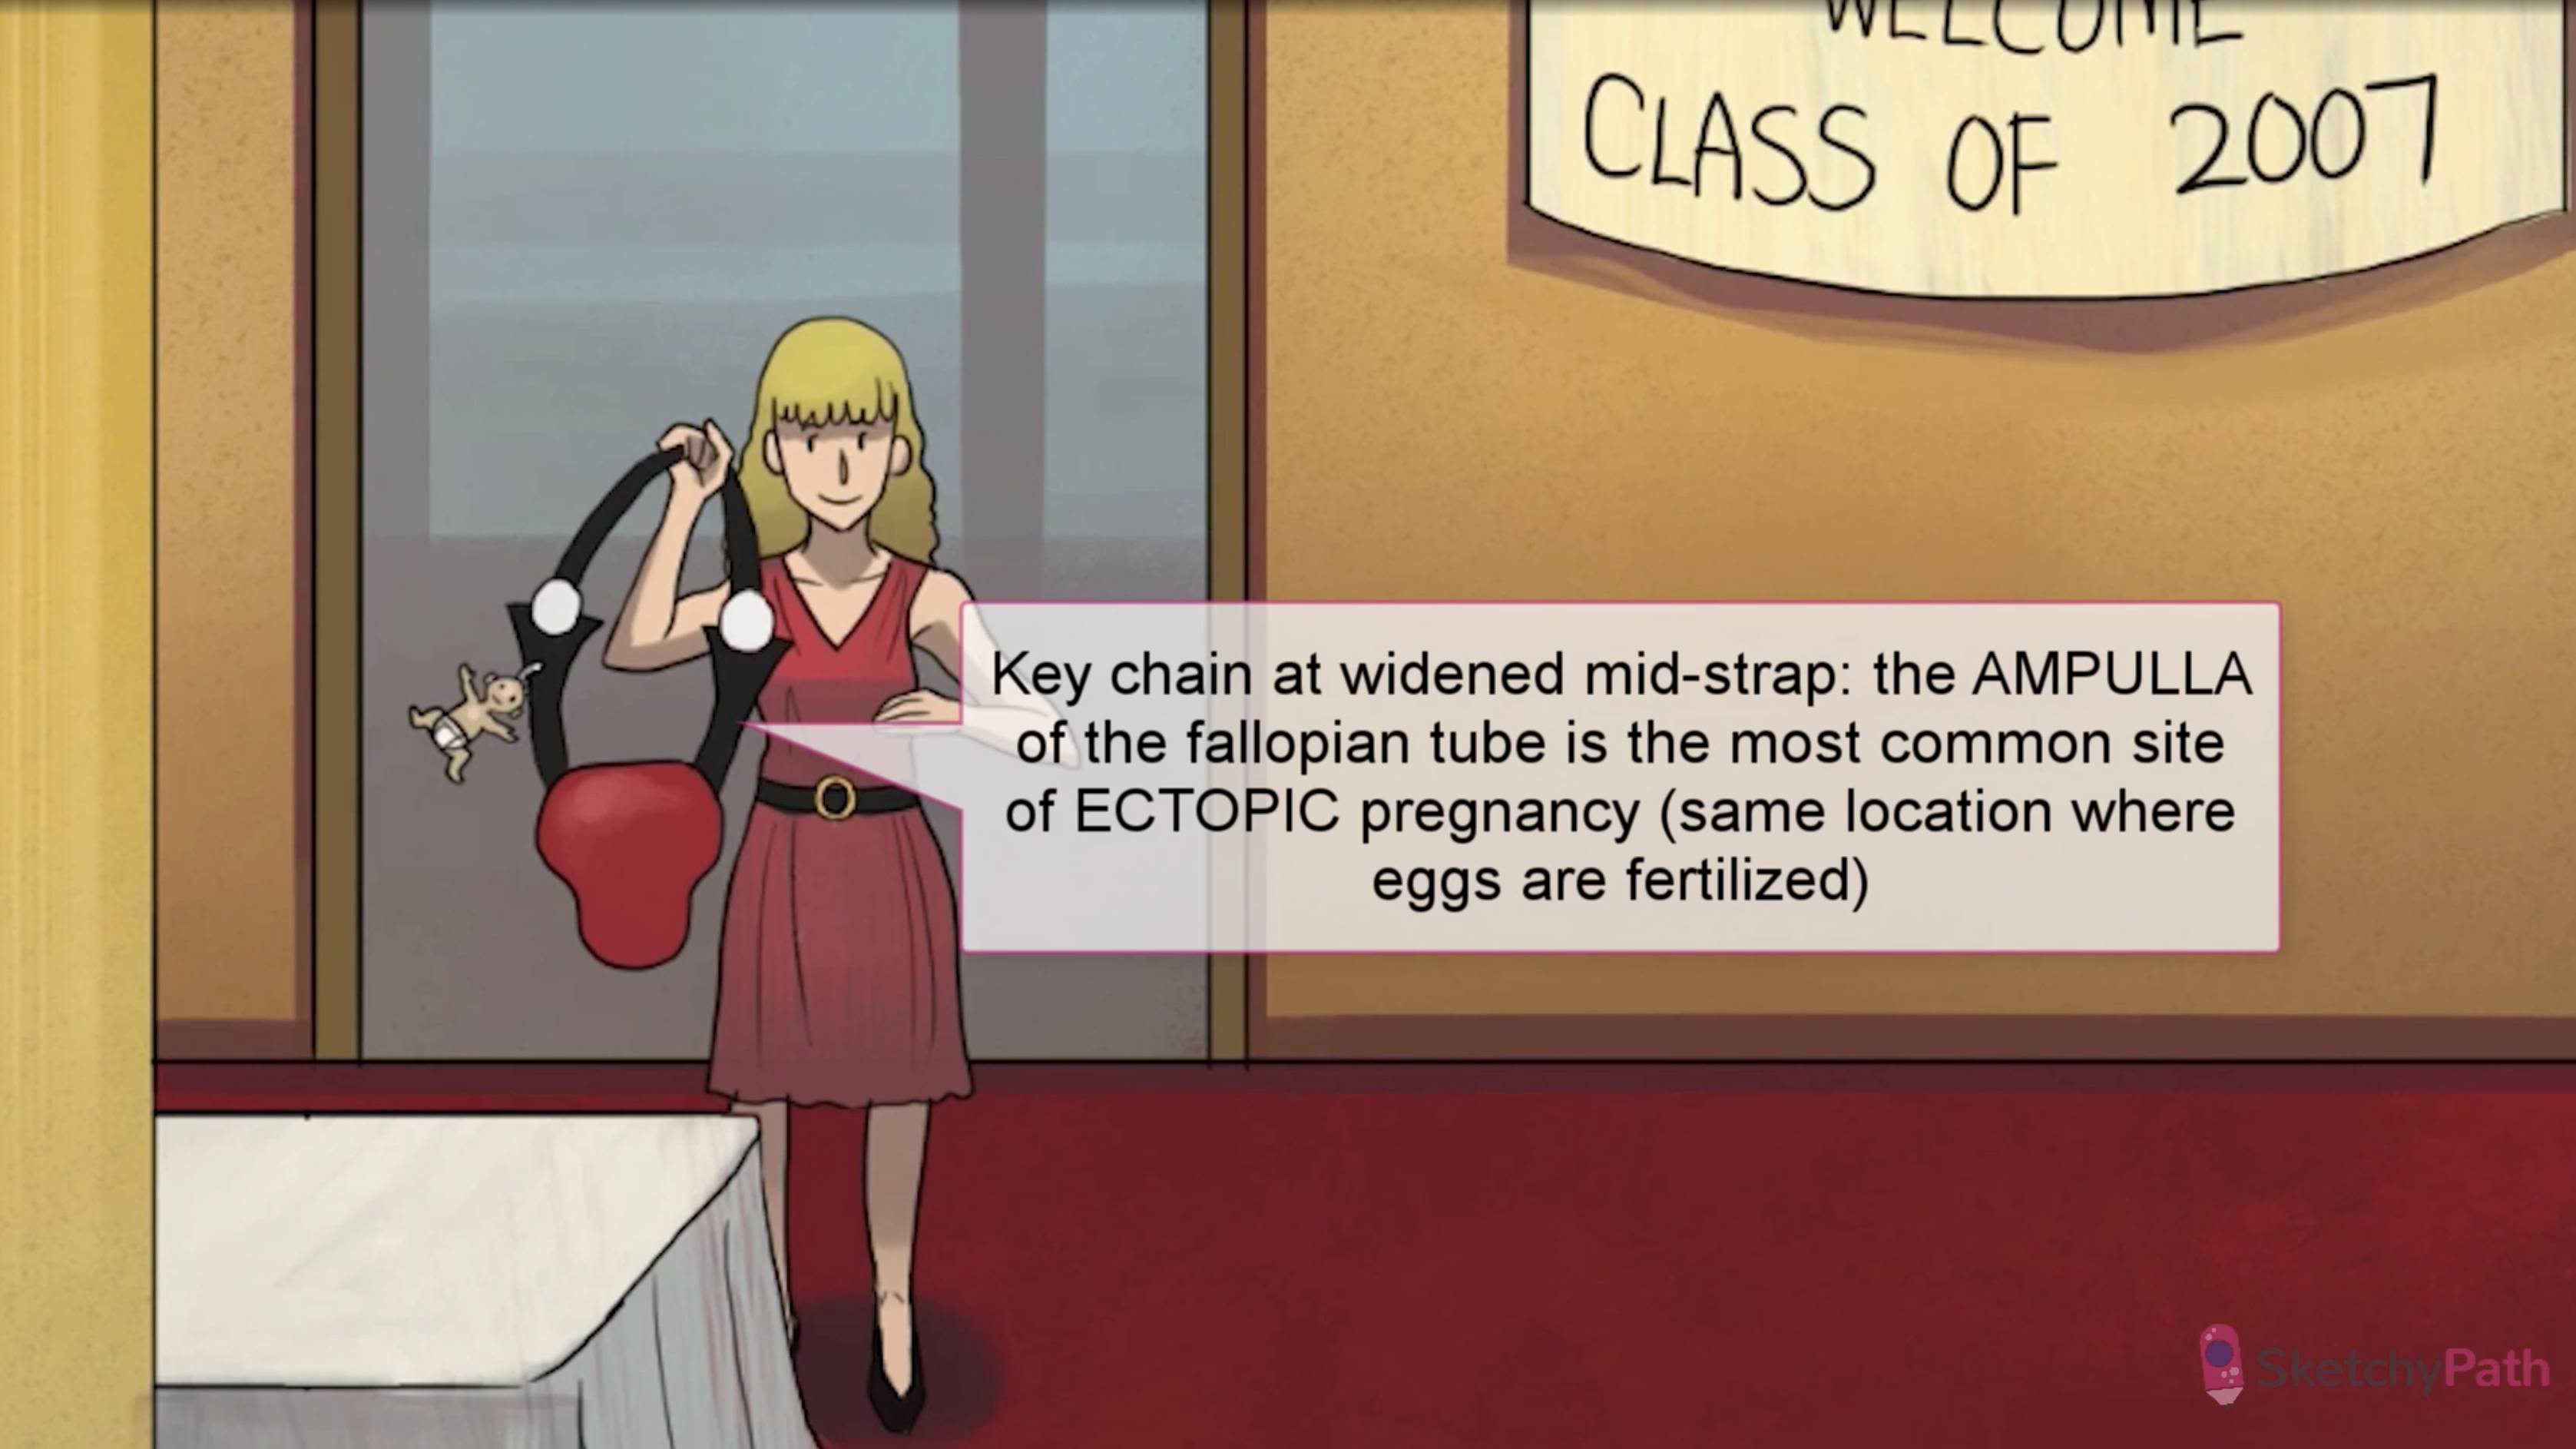 WELCOME
CLASS OF 2007
Key chain at widened mid-strap: the AMPULLA
of the fallopian tube is the most common site
of ECTOPIC pregnancy (same location where
eggs are fertilized)
SketchyPath